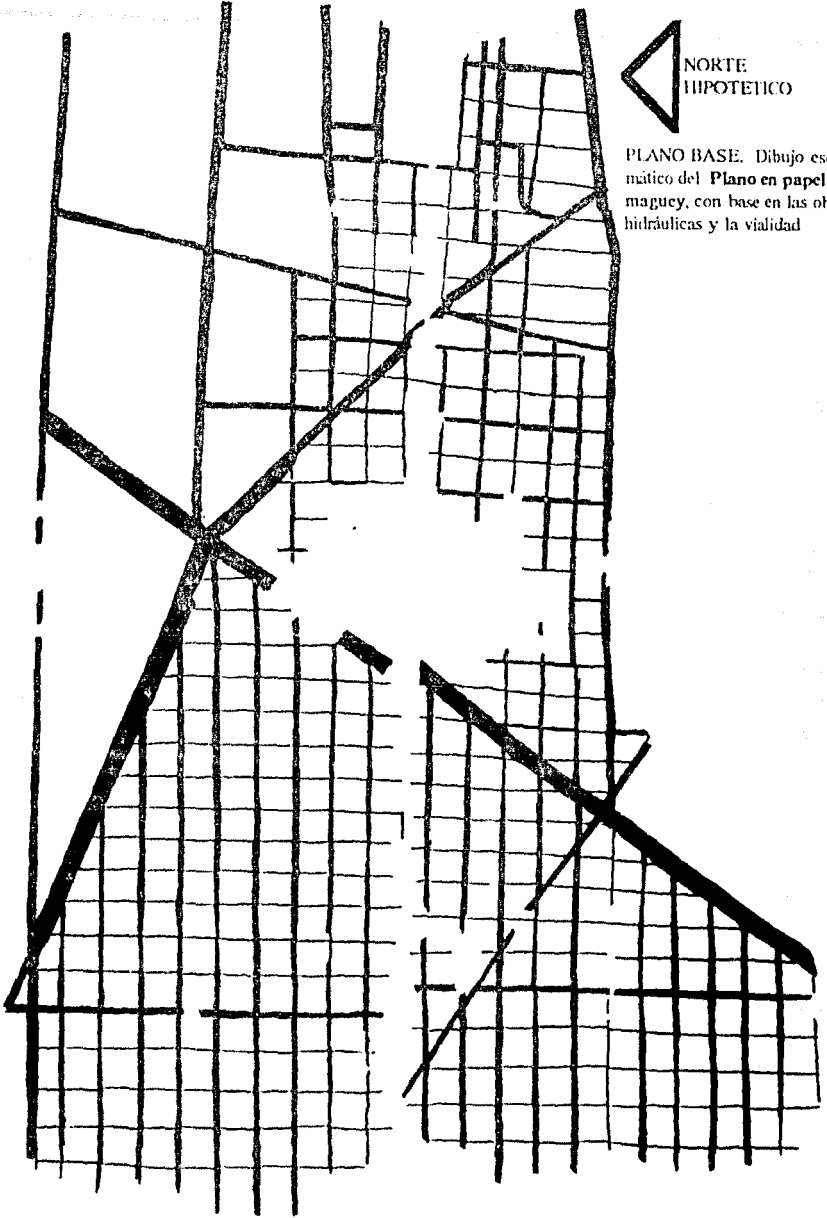 NORTE
HIPOTETICO
PLANO BASE. Dibujo es
mático del Plano en papel
maguey, con base en las ob
hidráulicas y la vialidad